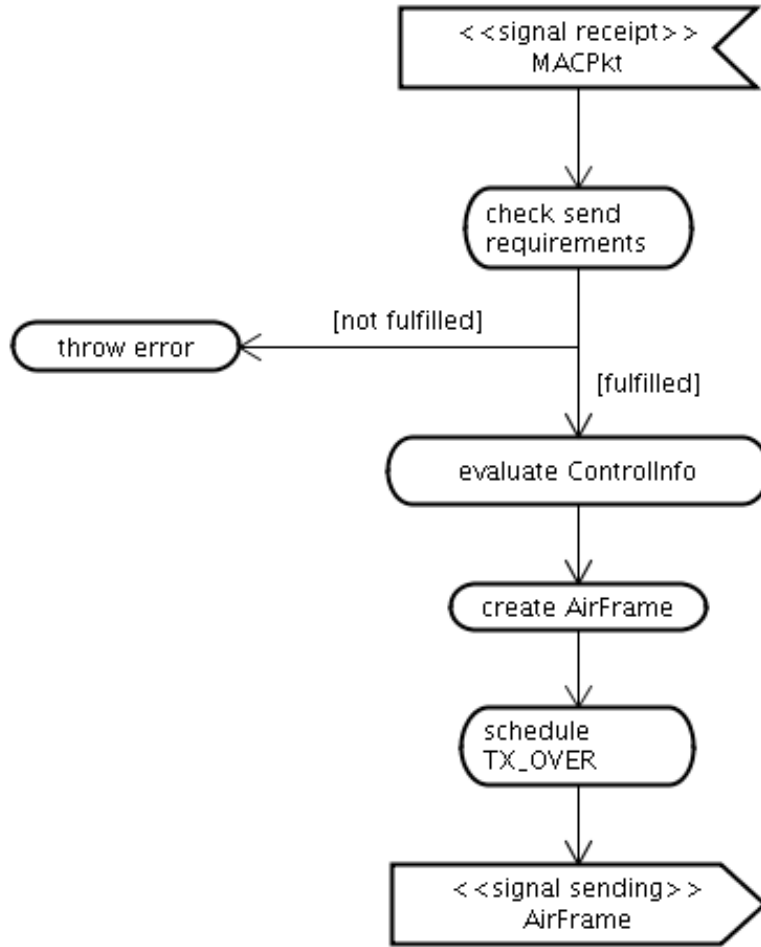 <<signal receipt>>
MACPkt
check send
requirements
[not fulfilled]
throw error
[fulfilled]
evaluate ControlInfo
create AirFrame
schedule
TX_OVER
<<signal sending>>
AirFrame